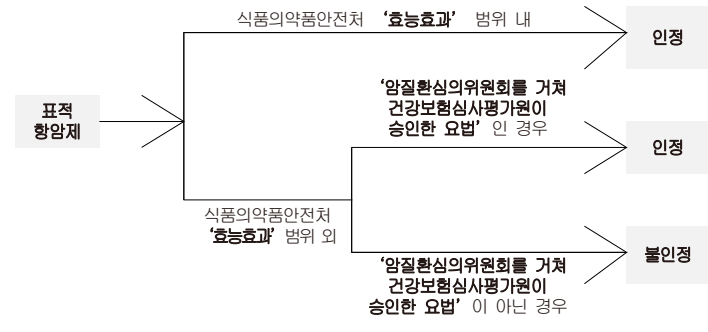 식품의약품안전처 ‘효능효과’ 범위 내
인정
표적
항암제
‘암질환심의위원회를 거쳐
건강보험심사평가원이
승인한 요법’ 인 경우
인정
식품의약품안전처
‘효능효과’ 범위 외
불인정
‘암질환심의위원회를 거쳐
건강보험심사평가원이
승인한 요법’ 이 아닌 경우